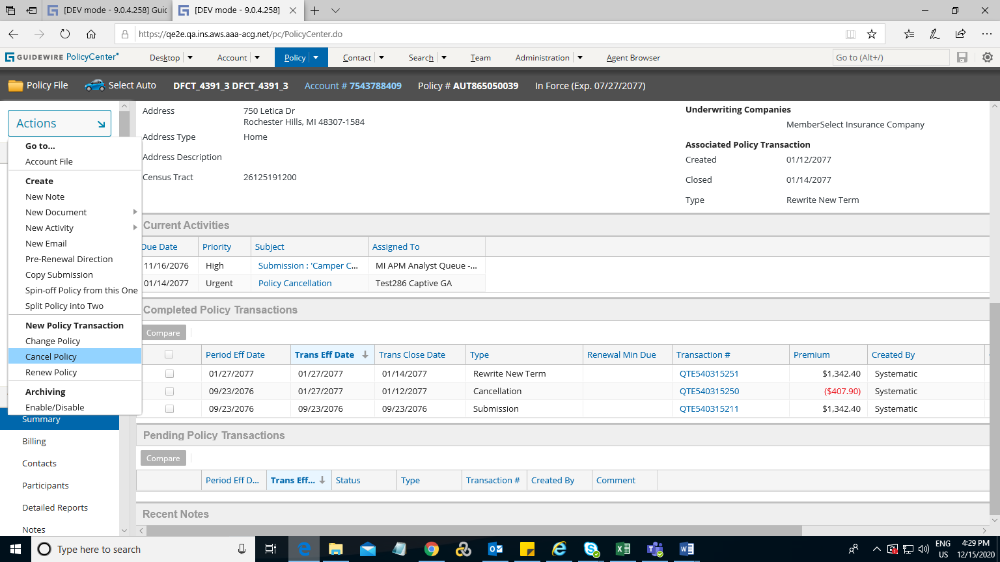 [DEV mode - 9.0.4.258] Guic
[DEV mode - 9.0.4.258]
https://qe2e.qa.ins.aws.aaa-acg.net/pc/PolicyCenter.do
GUIDEWIRE PolicyCenter®
Desktop
Account
Policy
Contact
Search
Team
Administration
Agent Browser
Go to (Alt+/)
Policy File
Select Auto
DFCT_4391_3 DFCT_4391_3
Account # 7543788409
Policy # AUT865050039
In Force (Exp. 07/27/2077)
Actions
Go to...
Account File
Create
New Note
New Document
New Activity
New Email
Pre-Renewal Direction
Copy Submission
Spin-off Policy from this One
Split Policy into Two
New Policy Transaction
Change Policy
Cancel Policy
Renew Policy
Archiving
Enable/Disable
Summary
Billing
Contacts
Participants
Detailed Reports
Notes
Address 750 Letica Dr
Rochester Hills, MI 48307-1584
Address Type Home
Address Description
Census Tract 26125191200
Underwriting Companies
MemberSelect Insurance Company
Associated Policy Transaction
Created 01/12/2077
Closed 01/14/2077
Type Rewrite New Term
Current Activities
Due Date Priority Subject Assigned To
11/16/2076 High Submission : 'Camper C... MI APM Analyst Queue -...
01/14/2077 Urgent Policy Cancellation Test286 Captive GA
Completed Policy Transactions
Compare
Period Eff Date Trans Eff Date Trans Close Date Type Renewal Min Due Transaction # Premium Created By
01/27/2077 01/27/2077 01/14/2077 Rewrite New Term QTE540315251 $1,342.40 Systematic
09/23/2076 01/27/2077 01/12/2077 Cancellation QTE540315250 ($407.90) Systematic
09/23/2076 09/23/2076 09/23/2076 Submission QTE540315211 $1,342.40 Systematic
Pending Policy Transactions
Compare
Period Eff D... Trans Eff... Status Type Transaction # Created By Comment
Recent Notes
Type here to search
ENG
US
4:29 PM
12/15/2020